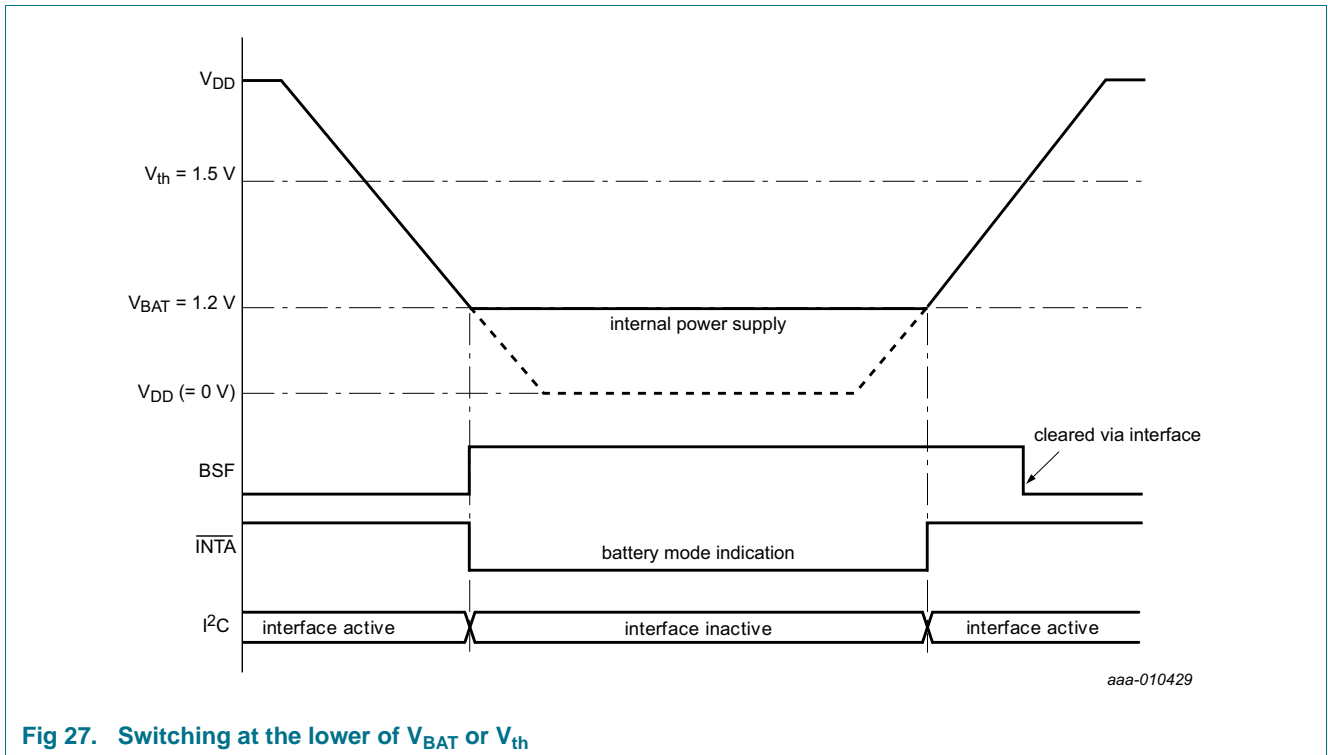 VDD
Vth = 1.5 V
VBAT = 1.2 V
internal power supply
VDD (= 0 V)
cleared via interface
BSF
INTA
battery mode indication
I2C
interface active
interface inactive
interface active
aaa-010429
Fig 27. Switching at the lower of VBAT or Vth